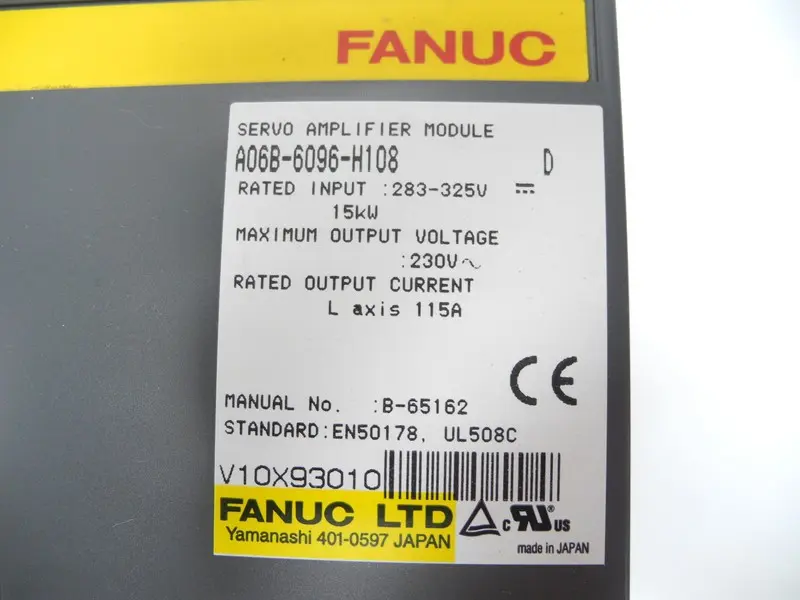 FANUC
SERVO AMPLIFIER MODULE
A06B-6096-H108 D
RATED INPUT :283-325V ⎓
15kW
MAXIMUM OUTPUT VOLTAGE
:230V～
RATED OUTPUT CURRENT
L axis 115A
CE
MANUAL No. :B-65162
STANDARD:EN50178, UL508C
V10X93010
FANUC LTD
Yamanashi 401-0597 JAPAN
c RU® US
made in JAPAN